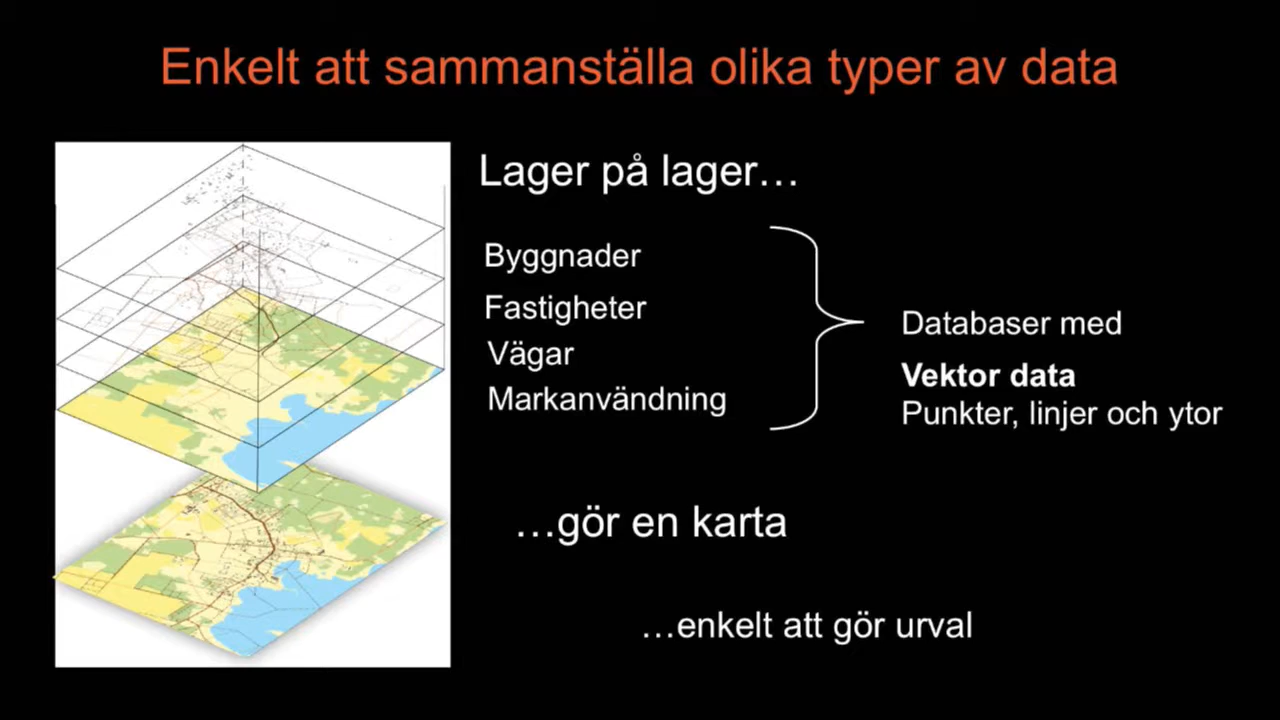 Enkelt att sammanställa olika typer av data
Lager på lager…
Byggnader
Fastigheter
Vägar
Markanvändning
Databaser med
Vektor data
Punkter, linjer och ytor
…gör en karta
…enkelt att gör urval